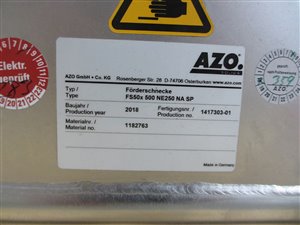 AZO.
AZO GmbH + Co. KG Rosenberger Str. 28 D-74706 Osterburken www.azo.com
Typ / Förderschnecke
Type FS50x 500 NE250 NA SP
Baujahr / 2018 Fertigungsnr. / 1417303-01
Production year Production no.
Materialnr. / 1182763
Material no.
Made in Germany
Elektr.
geprüft